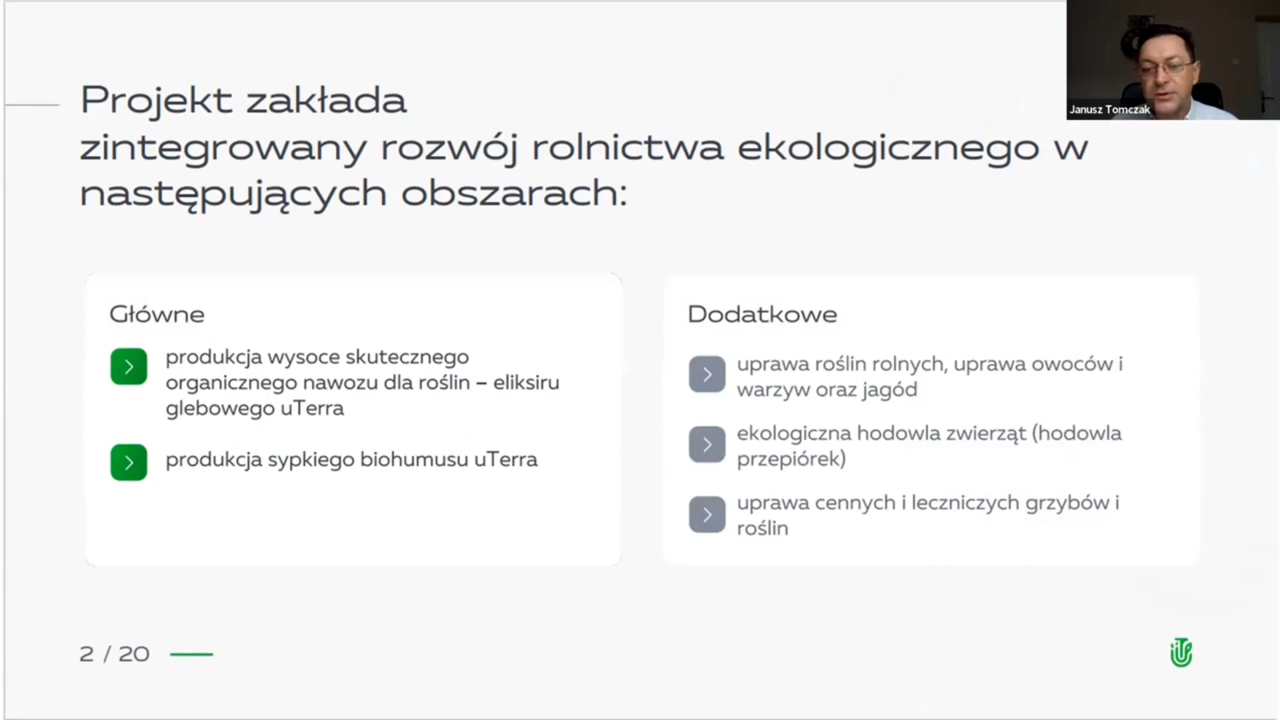 Janusz Tomczak
Projekt zakłada
zintegrowany rozwój rolnictwa ekologicznego w
następujących obszarach:
Główne
produkcja wysoce skutecznego
organicznego nawozu dla roślin – eliksiru
glebowego uTerra
produkcja sypkiego biohumusu uTerra
Dodatkowe
uprawa roślin rolnych, uprawa owoców i
warzyw oraz jagód
ekologiczna hodowla zwierząt (hodowla
przepiórek)
uprawa cennych i leczniczych grzybów i
roślin
2 / 20